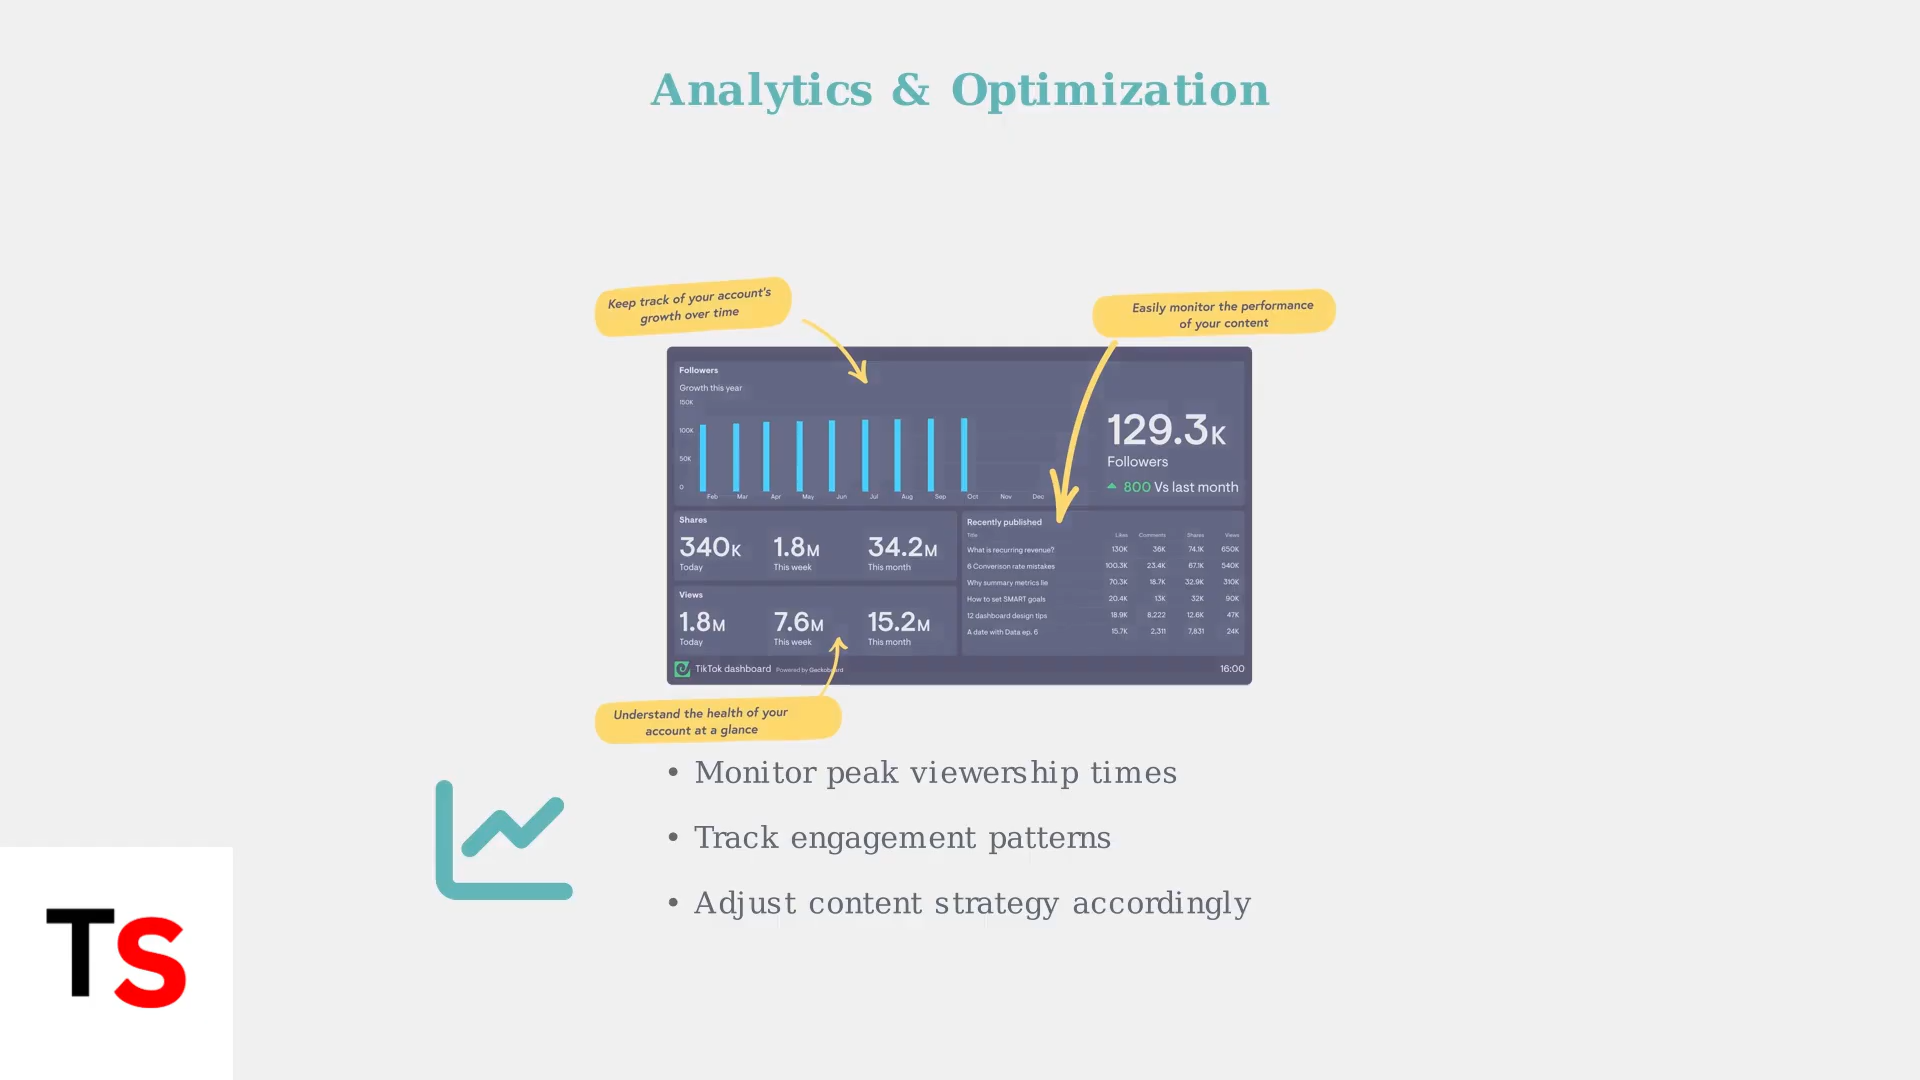 Analytics & Optimization
Keep track of your account's
growth over time
Easily monitor the performance
of your content
Followers
Growth this year
150K
100K
50K
0
Feb Mar Apr May Jun Jul Aug Sep Oct Nov Dec
129.3K
Followers
800 Vs last month
Shares
340K 1.8M 34.2M
Today This week This month
Views
1.8M 7.6M 15.2M
Today This week This month
Recently published
Title Likes Comments Shares Views
What is recurring revenue? 130K 36K 74.1K 650K
6 Converison rate mistakes 100.3K 23.4K 67.1K 540K
Why summary metrics lie 70.3K 18.7K 32.9K 310K
How to set SMART goals 20.4K 13K 32K 90K
12 dashboard design tips 18.9K 8,222 12.6K 47K
A date with Data ep. 6 15.7K 2,311 7,831 24K
TikTok dashboard Powered by Geckoboard
16:00
Understand the health of your
account at a glance
• Monitor peak viewership times
• Track engagement patterns
• Adjust content strategy accordingly
TS